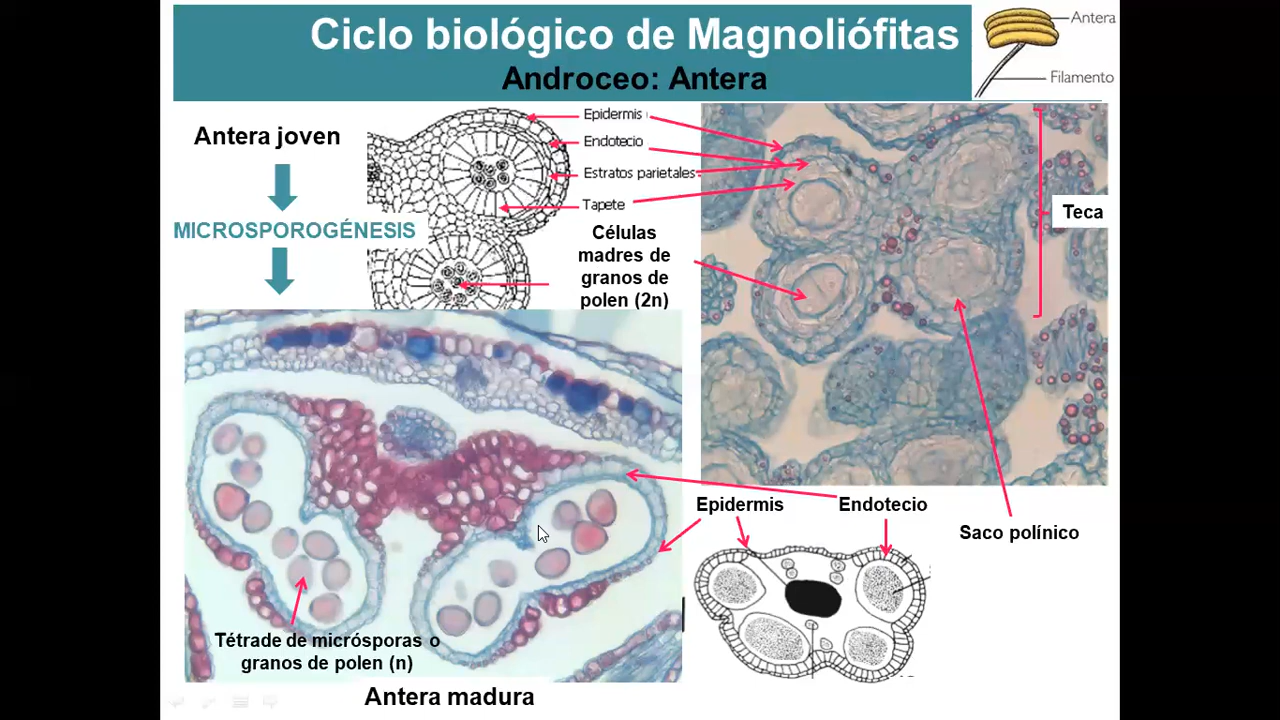 Ciclo biológico de Magnoliófitas
Androceo: Antera
Antera
Filamento
Antera joven
MICROSPOROGÉNESIS
Epidermis
Endotecio
Estratos parietales
Tapete
Células
madres de
granos de
polen (2n)
Teca
Epidermis
Endotecio
Saco polínico
Tétrade de micrósporas o
granos de polen (n)
Antera madura